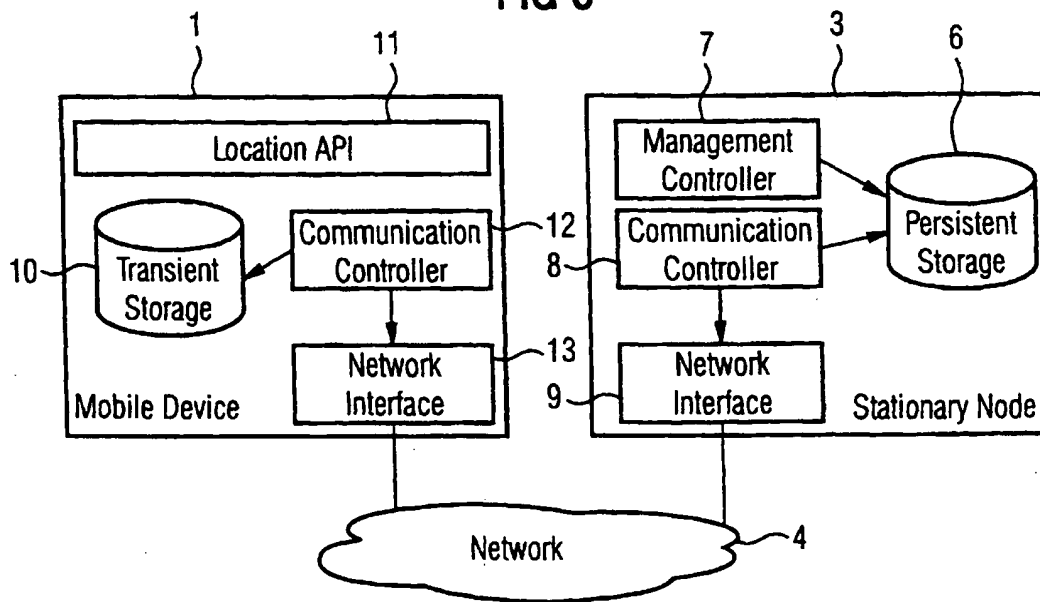 1
11
7
3
6
Location API
Management
Controller
10
Transient
Storage
Communication
Controller
12
8
Communication
Controller
Persistent
Storage
Network
Interface
13
9
Network
Interface
Mobile Device
Stationary Node
Network
4